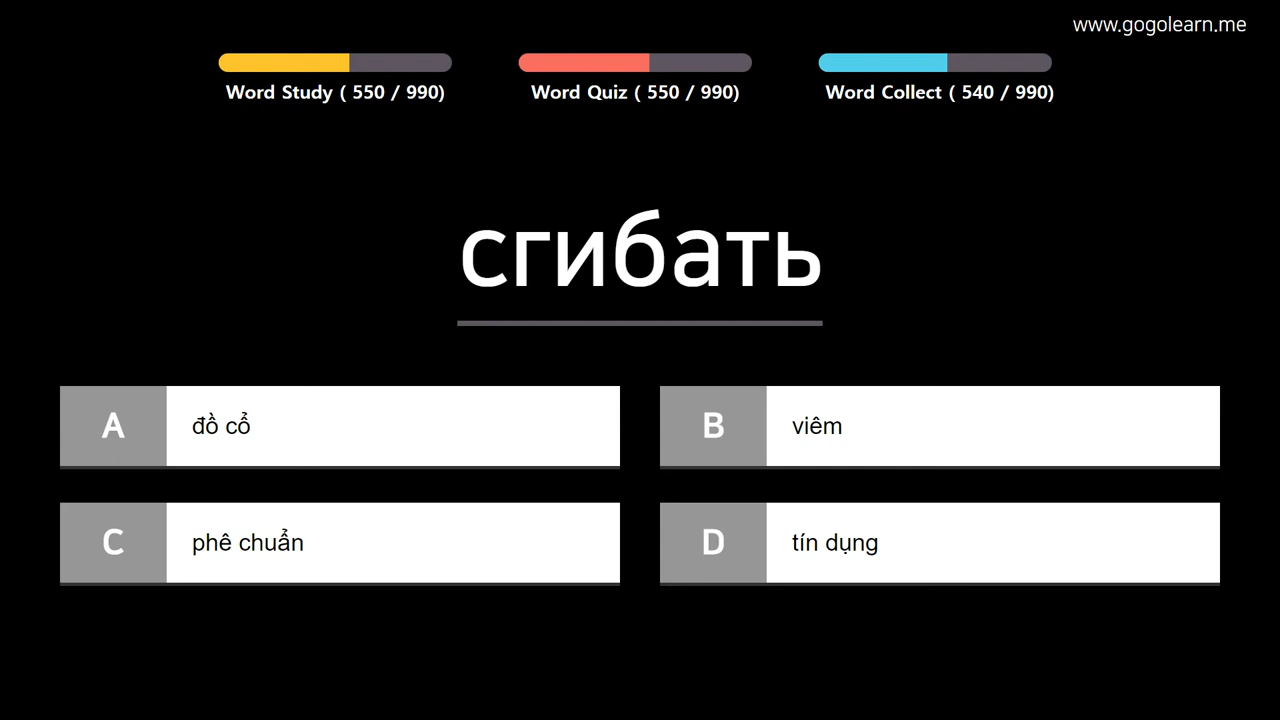 www.gogolearn.me
Word Study ( 550 / 990)
Word Quiz ( 550 / 990)
Word Collect ( 540 / 990)
сгибать
A đồ cổ
B viêm
C phê chuẩn
D tín dụng